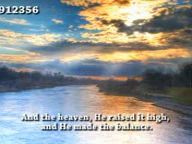 912356
And the heaven, He raised it high,
and He made the balance.